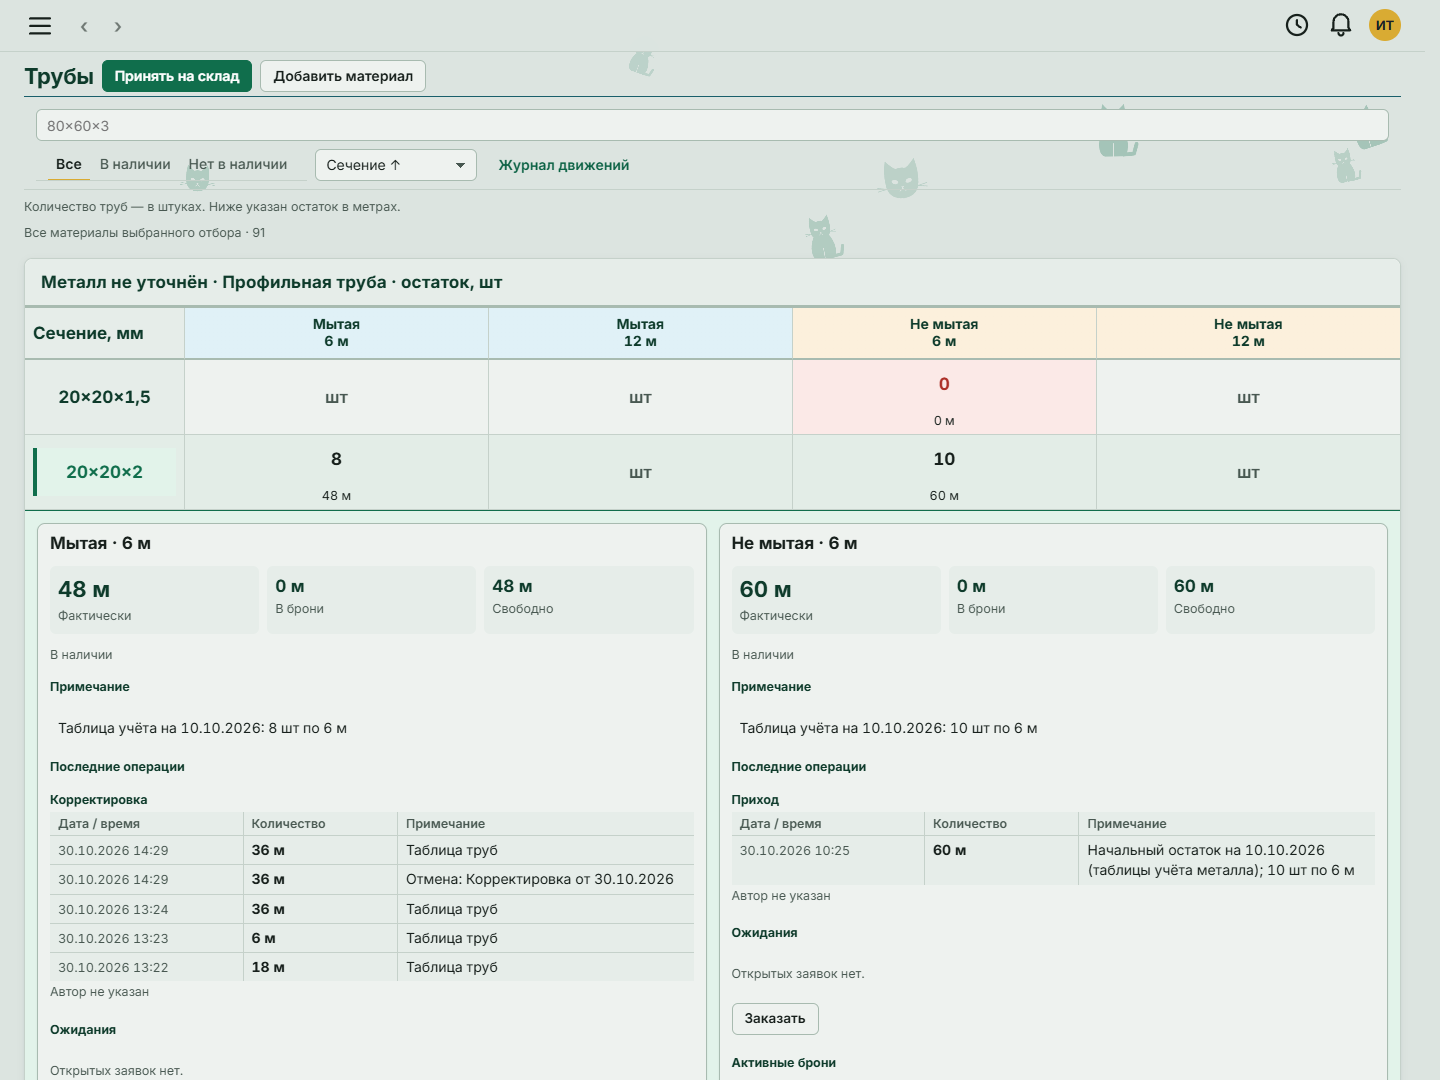 ИТ
Трубы
Принять на склад
Добавить материал
80×60×3
Все
В наличии
Нет в наличии
Сечение ↑
Журнал движений
Количество труб — в штуках. Ниже указан остаток в метрах.
Все материалы выбранного отбора · 91
Металл не уточнён · Профильная труба · остаток, шт
Сечение, мм
Мытая
6 м
Мытая
12 м
Не мытая
6 м
Не мытая
12 м
20×20×1,5
шт
шт
0
0 м
шт
20×20×2
8
48 м
шт
10
60 м
шт
Мытая · 6 м
48 м
Фактически
0 м
В брони
48 м
Свободно
В наличии
Примечание
Таблица учёта на 10.10.2026: 8 шт по 6 м
Последние операции
Корректировка
Дата / время Количество Примечание
30.10.2026 14:29 36 м Таблица труб
30.10.2026 14:29 36 м Отмена: Корректировка от 30.10.2026
30.10.2026 13:24 36 м Таблица труб
30.10.2026 13:23 6 м Таблица труб
30.10.2026 13:22 18 м Таблица труб
Автор не указан
Ожидания
Открытых заявок нет.
Не мытая · 6 м
60 м
Фактически
0 м
В брони
60 м
Свободно
В наличии
Примечание
Таблица учёта на 10.10.2026: 10 шт по 6 м
Последние операции
Приход
Дата / время Количество Примечание
30.10.2026 10:25 60 м Начальный остаток на 10.10.2026
(таблицы учёта металла); 10 шт по 6 м
Автор не указан
Ожидания
Открытых заявок нет.
Заказать
Активные брони